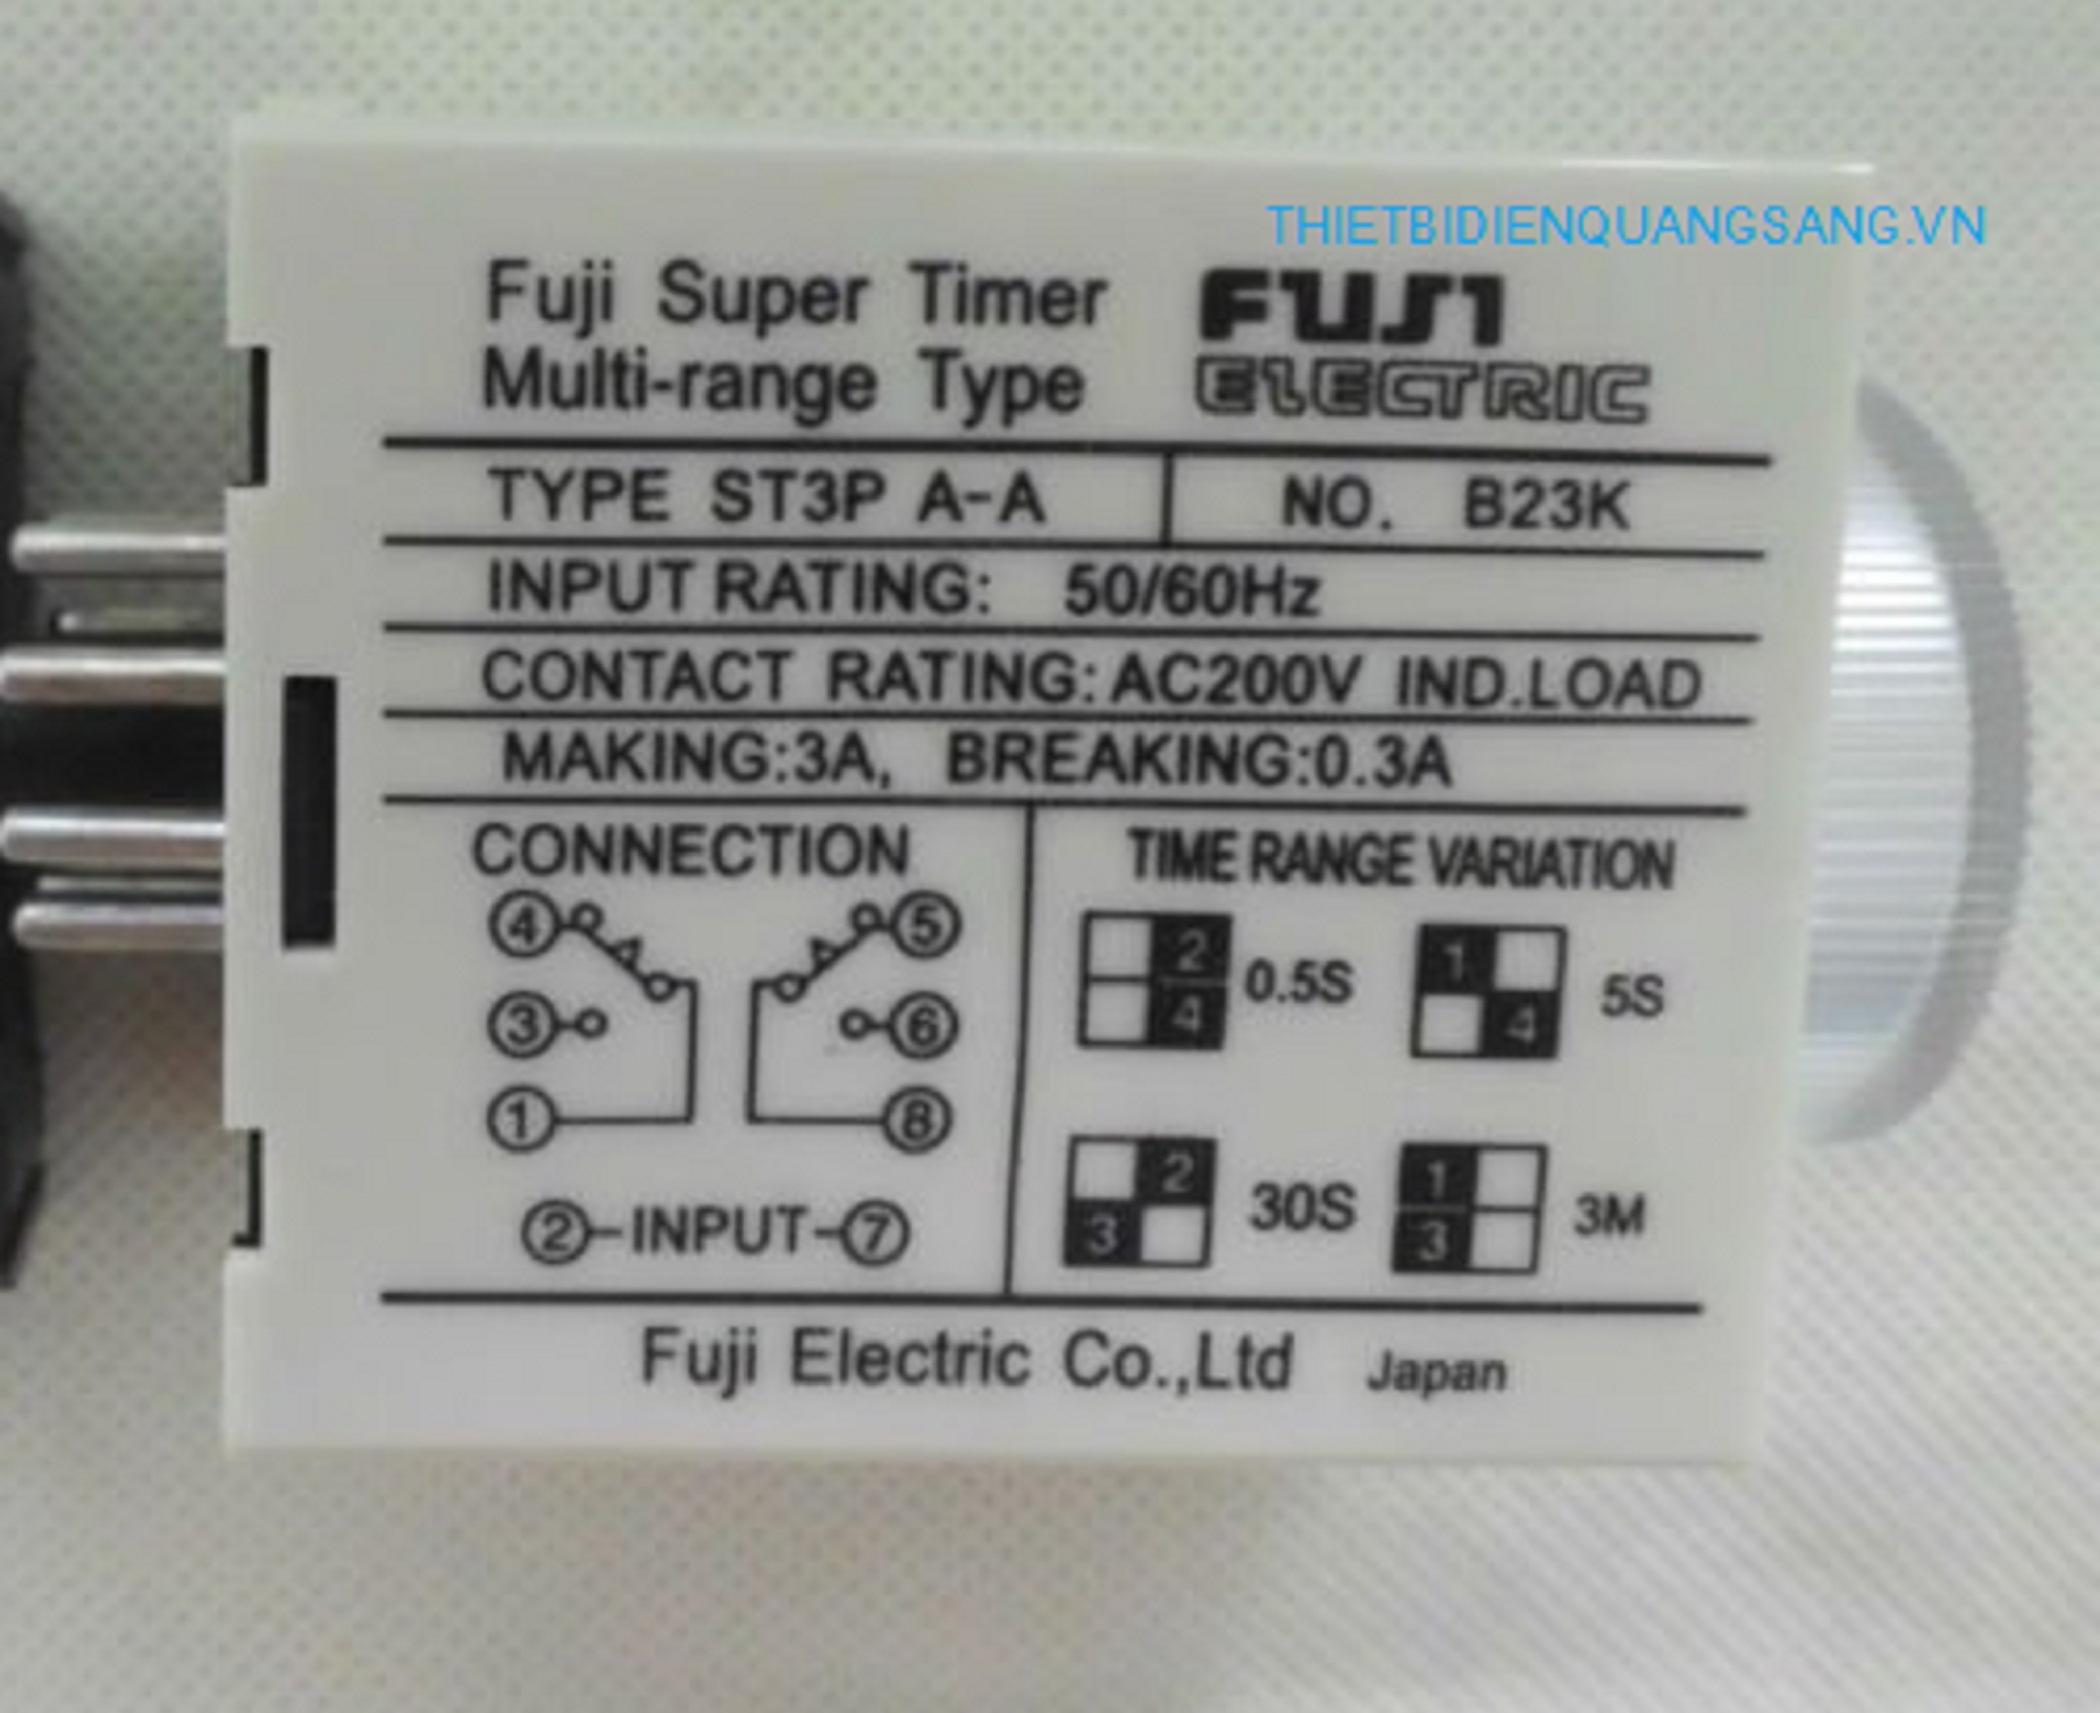 THIETBIDIENQUANGSANG.VN
Fuji Super Timer FUJI
Multi-range Type ELECTRIC
TYPE ST3P A-A NO. B23K
INPUT RATING: 50/60Hz
CONTACT RATING: AC200V IND.LOAD
MAKING:3A, BREAKING:0.3A
CONNECTION
4 5
3 6
1 8
2 INPUT 7
TIME RANGE VARIATION
2 4 0.5S
1 4 5S
2 3 30S
1 3 3M
Fuji Electric Co.,Ltd Japan